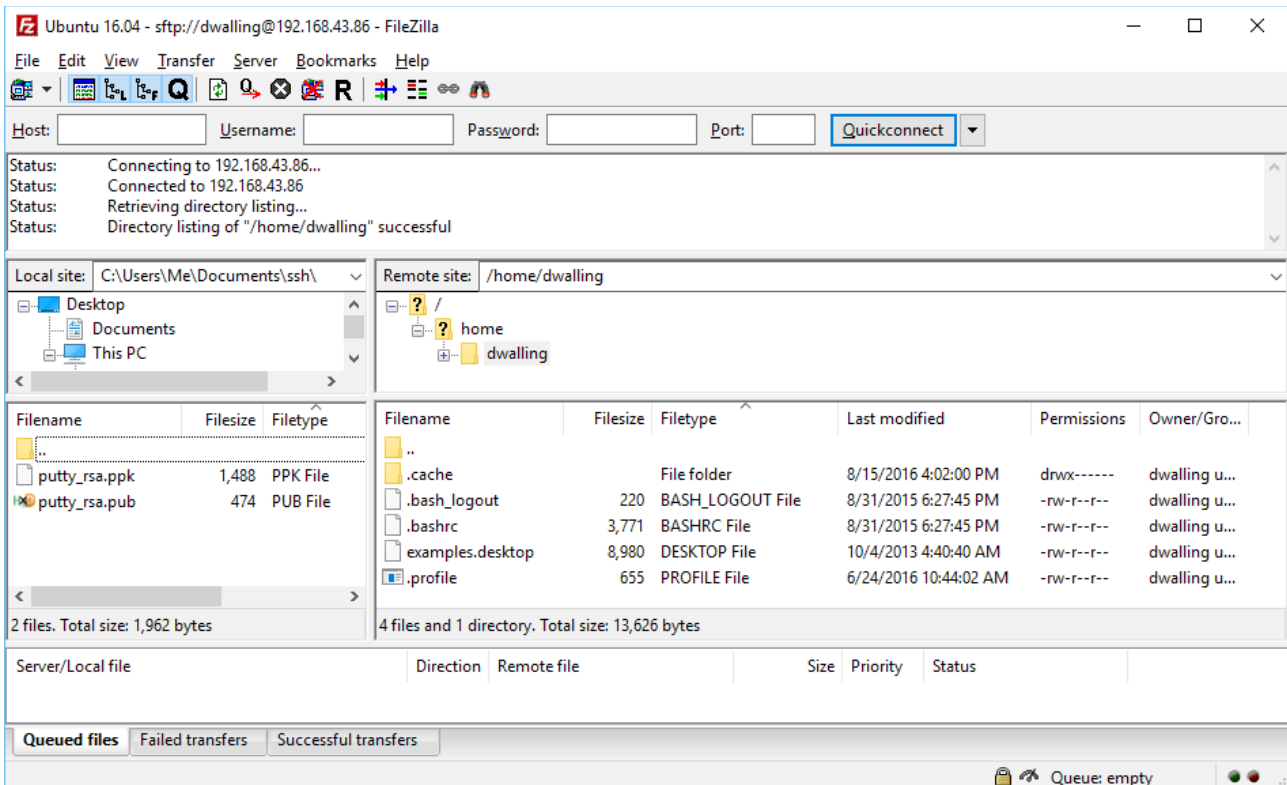 Ubuntu 16.04 - sftp://dwalling@192.168.43.86 - FileZilla
File Edit View Transfer Server Bookmarks Help
Host: Username: Password: Port: Quickconnect
Status: Connecting to 192.168.43.86...
Status: Connected to 192.168.43.86
Status: Retrieving directory listing...
Status: Directory listing of "/home/dwalling" successful
Local site: C:\Users\Me\Documents\ssh\
Desktop
Documents
This PC
Remote site: /home/dwalling
/
home
dwalling
Filename Filesize Filetype
..
putty_rsa.ppk 1,488 PPK File
putty_rsa.pub 474 PUB File
2 files. Total size: 1,962 bytes
Filename Filesize Filetype Last modified Permissions Owner/Gro...
..
.cache File folder 8/15/2016 4:02:00 PM drwx------ dwalling u...
.bash_logout 220 BASH_LOGOUT File 8/31/2015 6:27:45 PM -rw-r--r-- dwalling u...
.bashrc 3,771 BASHRC File 8/31/2015 6:27:45 PM -rw-r--r-- dwalling u...
examples.desktop 8,980 DESKTOP File 10/4/2013 4:40:40 AM -rw-r--r-- dwalling u...
.profile 655 PROFILE File 6/24/2016 10:44:02 AM -rw-r--r-- dwalling u...
4 files and 1 directory. Total size: 13,626 bytes
Server/Local file Direction Remote file Size Priority Status
Queued files Failed transfers Successful transfers
Queue: empty